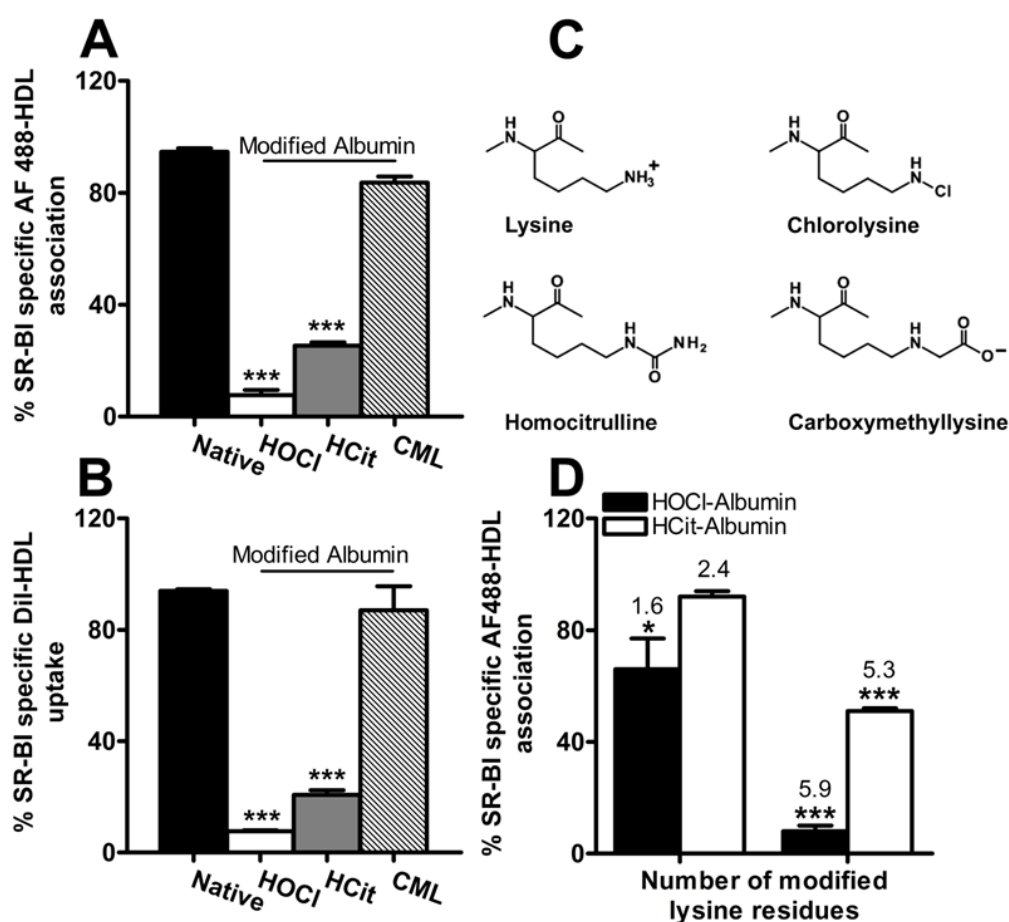 A
% SR-BI specific AF 488-HDL
association
120
80
40
0
Modified Albumin
***
***
Native
HOCl
HCit
CML
B
% SR-BI specific DiI-HDL
uptake
120
80
40
0
Modified Albumin
***
***
Native
HOCl
HCit
CML
C
H
N
O
NH3+
Lysine
H
N
O
H
N
Cl
Chlorolysine
H
N
O
H
N
NH2
O
Homocitrulline
H
N
O
H
N
O
O−
Carboxymethyllysine
D
HOCl-Albumin
HCit-Albumin
% SR-BI specific AF488-HDL
association
120
80
40
0
1.6
*
2.4
5.9
***
5.3
***
Number of modified
lysine residues